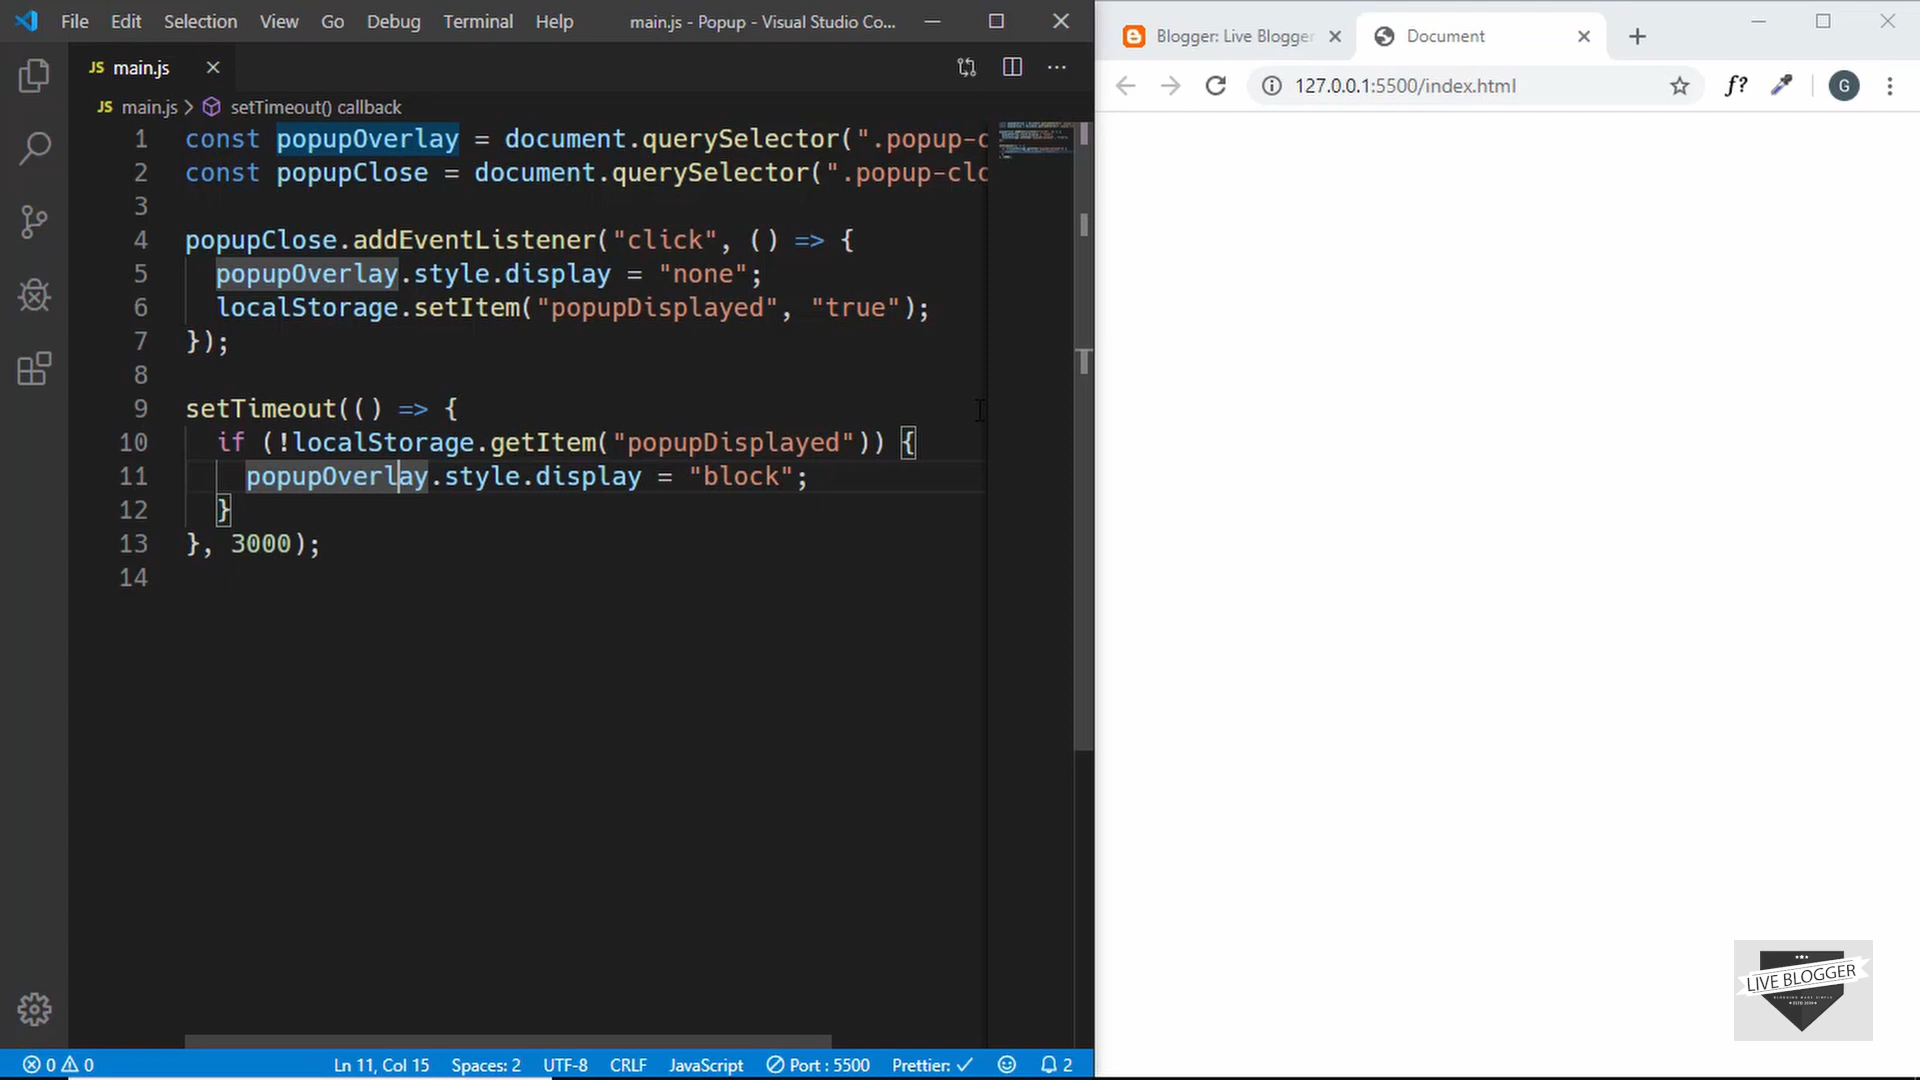 File Edit Selection View Go Debug Terminal Help main.js - Popup - Visual Studio Co...
JS main.js
JS main.js > setTimeout() callback
1 const popupOverlay = document.querySelector(".popup-o
2 const popupClose = document.querySelector(".popup-clo
3
4 popupClose.addEventListener("click", () => {
5 popupOverlay.style.display = "none";
6 localStorage.setItem("popupDisplayed", "true");
7 });
8
9 setTimeout(() => {
10 if (!localStorage.getItem("popupDisplayed")) {
11 popupOverlay.style.display = "block";
12 }
13 }, 3000);
14
0 0 Ln 11, Col 15 Spaces: 2 UTF-8 CRLF JavaScript Port : 5500 Prettier: ✓ 2
Blogger: Live Blogger Document
127.0.0.1:5500/index.html f? G
LIVE BLOGGER